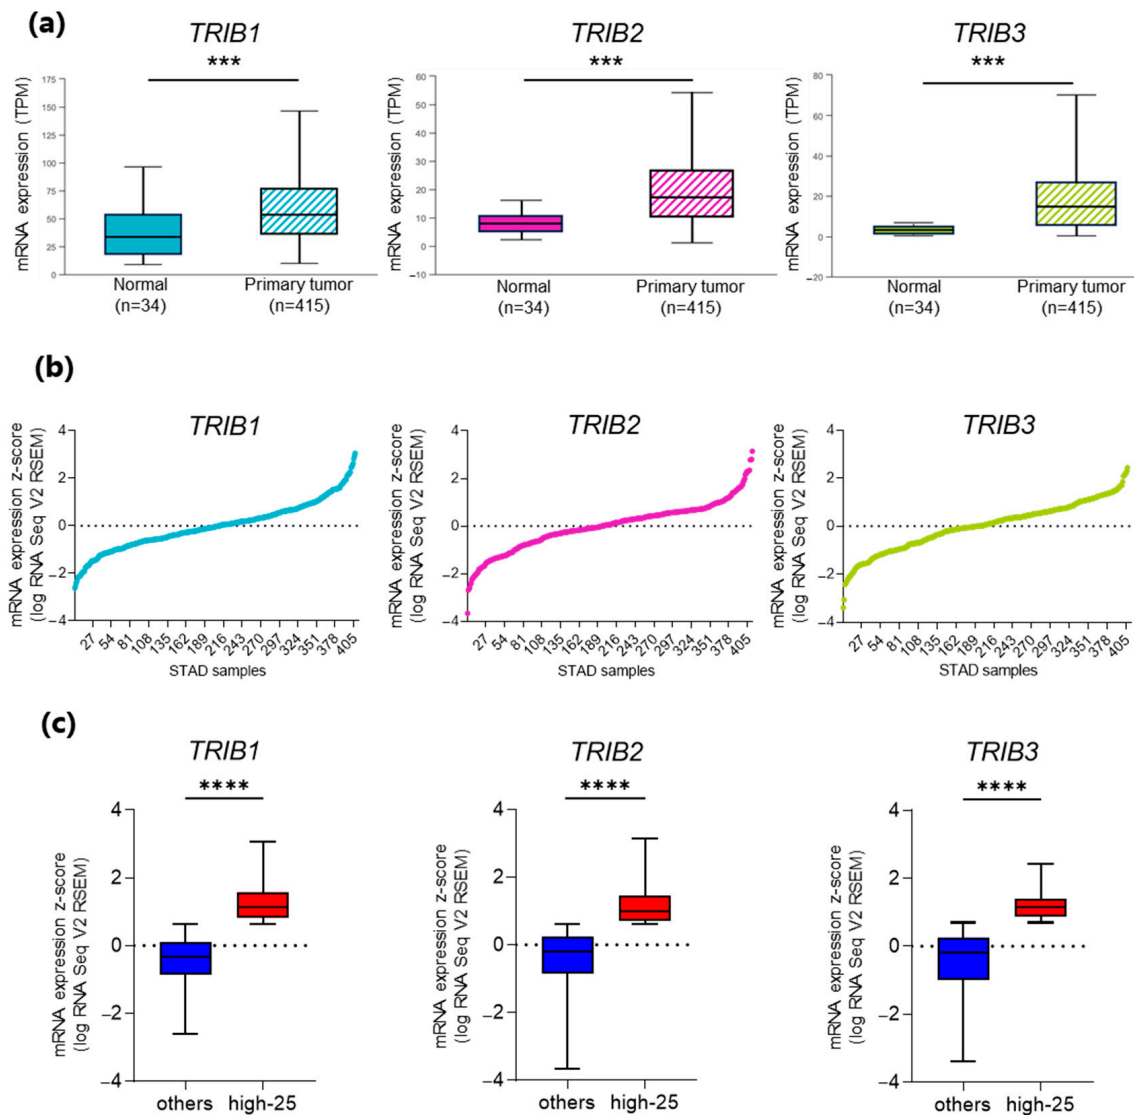 (a)
TRIB1
TRIB2
TRIB3
***
***
***
mRNA expression (TPM)
175
150
125
100
75
50
25
0
Normal
(n=34)
Primary tumor
(n=415)
mRNA expression (TPM)
60
50
40
30
20
10
0
−10
Normal
(n=34)
Primary tumor
(n=415)
mRNA expression (TPM)
80
60
40
20
0
−20
Normal
(n=34)
Primary tumor
(n=415)
(b)
TRIB1
mRNA expression z-score
(log RNA Seq V2 RSEM)
4
2
0
−2
−4
27 54 81 108 135 162 189 216 243 270 297 324 351 378 405
STAD samples
TRIB2
mRNA expression z-score
(log RNA Seq V2 RSEM)
4
2
0
−2
−4
27 54 81 108 135 162 189 216 243 270 297 324 351 378 405
STAD samples
TRIB3
mRNA expression z-score
(log RNA Seq V2 RSEM)
4
2
0
−2
−4
27 54 81 108 135 162 189 216 243 270 297 324 351 378 405
STAD samples
(c)
TRIB1
****
mRNA expression z-score
(log RNA Seq V2 RSEM)
4
2
0
−2
−4
others high-25
TRIB2
****
mRNA expression z-score
(log RNA Seq V2 RSEM)
4
2
0
−2
−4
others high-25
TRIB3
****
mRNA expression z-score
(log RNA Seq V2 RSEM)
4
2
0
−2
−4
others high-25